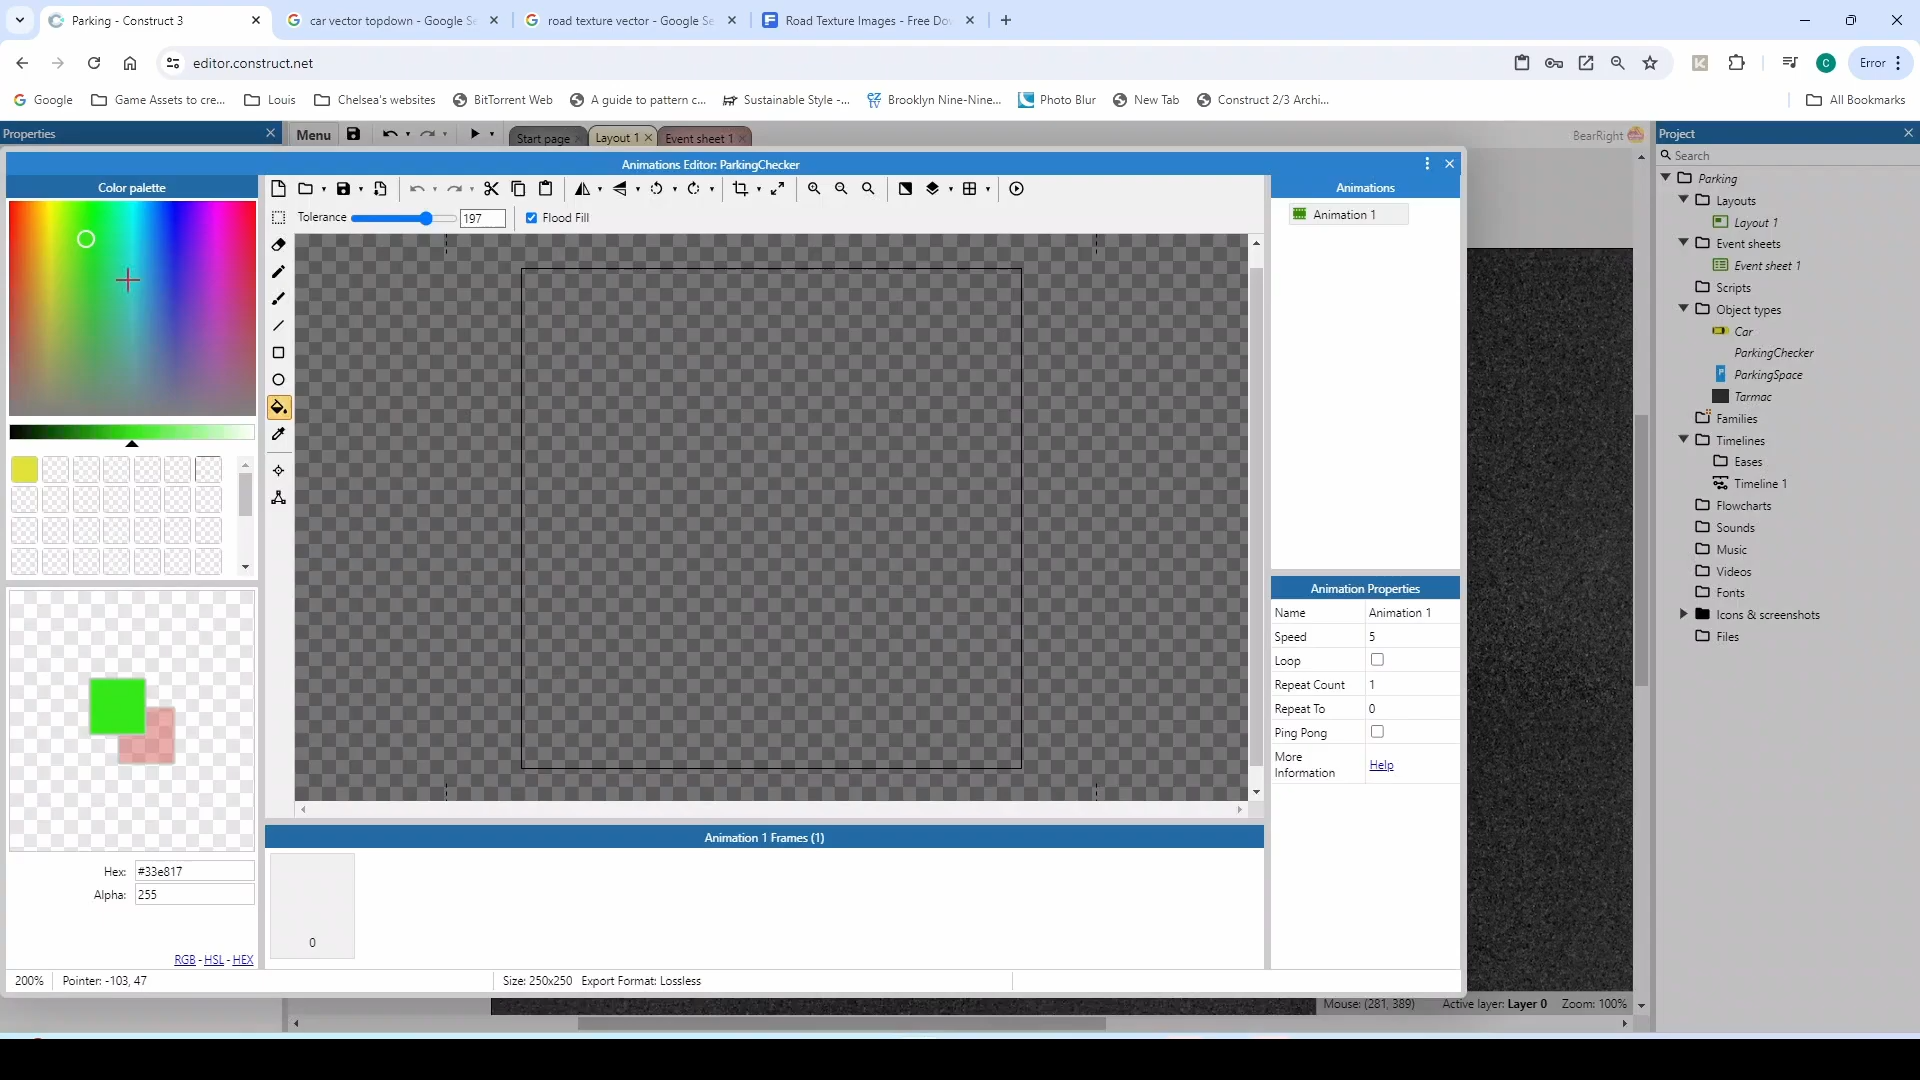 Parking - Construct 3
car vector topdown - Google Se
road texture vector - Google Se
Road Texture Images - Free Do
editor.construct.net
C
Error
Google
Game Assets to cre...
Louis
Chelsea's websites
BitTorrent Web
A guide to pattern c...
Sustainable Style -...
Brooklyn Nine-Nine...
Photo Blur
New Tab
Construct 2/3 Archi...
All Bookmarks
Properties
Menu
Start page
Layout 1
Event sheet 1
BearRight
Project
Animations Editor: ParkingChecker
Search
Color palette
Animations
Parking
Layouts
Tolerance
197
Flood Fill
Animation 1
Layout 1
Event sheets
Event sheet 1
Scripts
Object types
Car
ParkingChecker
ParkingSpace
Tarmac
Families
Timelines
Eases
Timeline 1
Flowcharts
Sounds
Music
Videos
Fonts
Icons & screenshots
Files
Animation Properties
Name
Animation 1
Speed
5
Loop
Repeat Count
1
Repeat To
0
Ping Pong
More Information
Help
Animation 1 Frames (1)
0
Hex:
#33e817
Alpha:
255
RGB - HSL - HEX
200%
Pointer: -103, 47
Size: 250x250
Export Format: Lossless
Mouse: (281, 389)
Active layer: Layer 0
Zoom: 100%